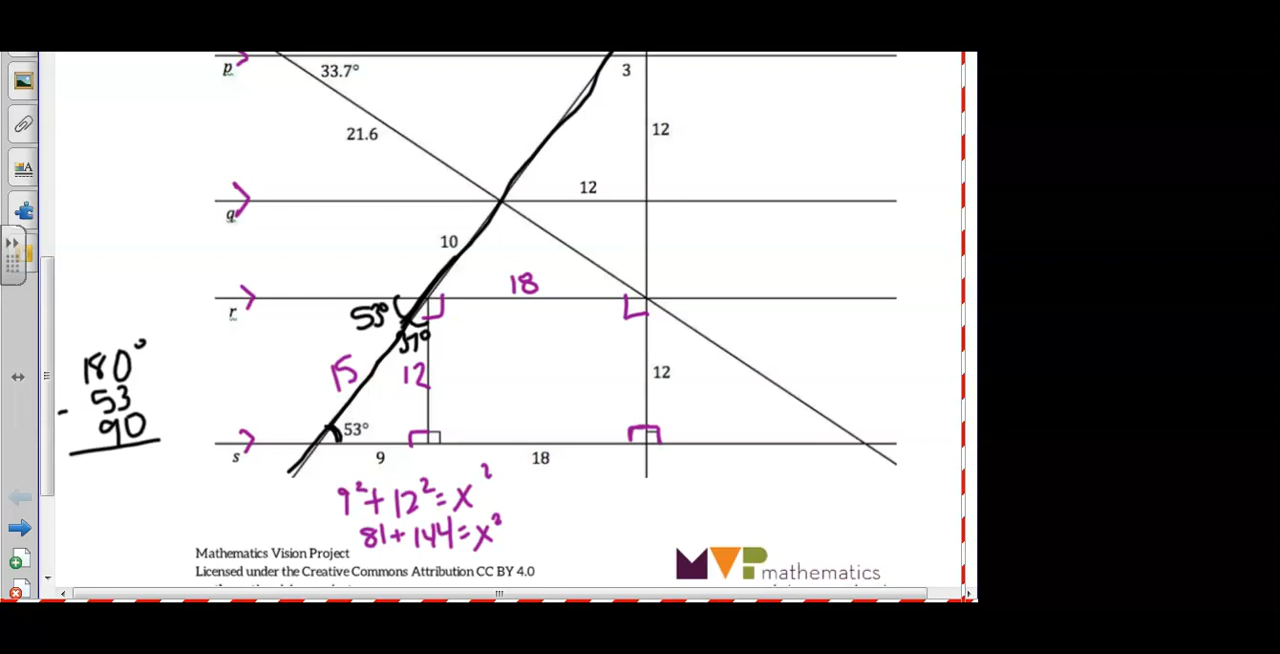 p
33.7°
3
21.6
12
12
q
10
18
r
53°
37°
180°
- 53
90
15
12
12
53°
s
9
18
9² + 12² = x²
81 + 144 = x²
Mathematics Vision Project
Licensed under the Creative Commons Attribution CC BY 4.0
MVP mathematics